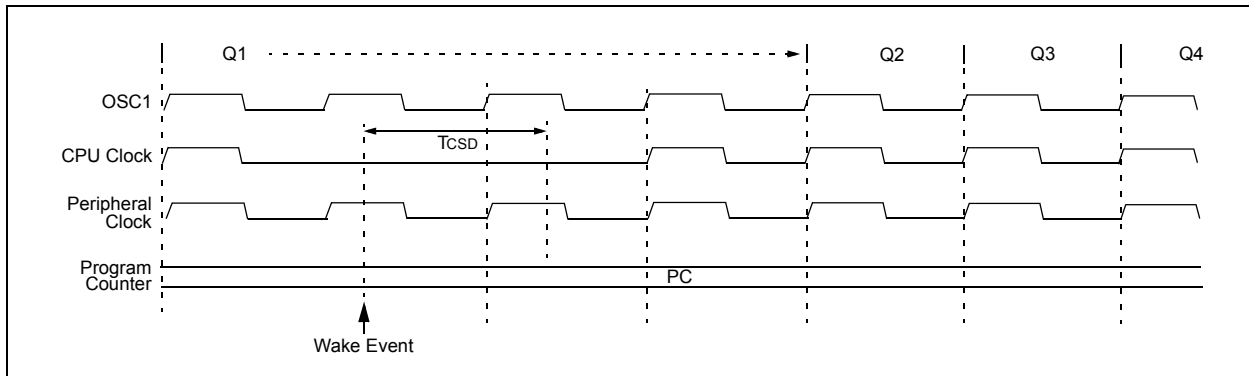 Q1 Q2 Q3 Q4
OSC1
TCSD
CPU Clock
Peripheral
Clock
Program
Counter
PC
Wake Event